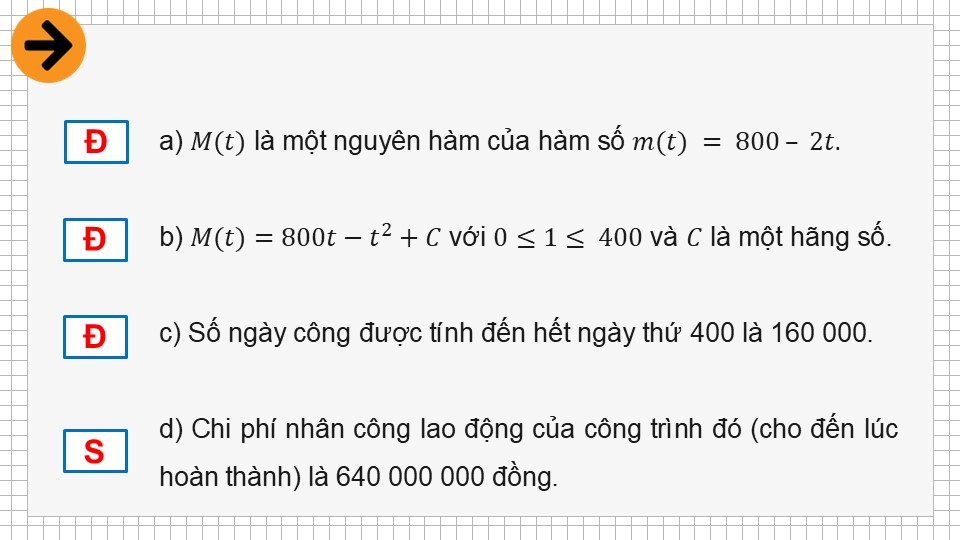 Đ a) 𝑀(𝑡) là một nguyên hàm của hàm số 𝑚(𝑡) = 800 – 2𝑡.
Đ b) 𝑀(𝑡) = 800𝑡 − 𝑡² + 𝐶 với 0 ≤ 1 ≤ 400 và 𝐶 là một hãng số.
Đ c) Số ngày công được tính đến hết ngày thứ 400 là 160 000.
S d) Chi phí nhân công lao động của công trình đó (cho đến lúc
hoàn thành) là 640 000 000 đồng.